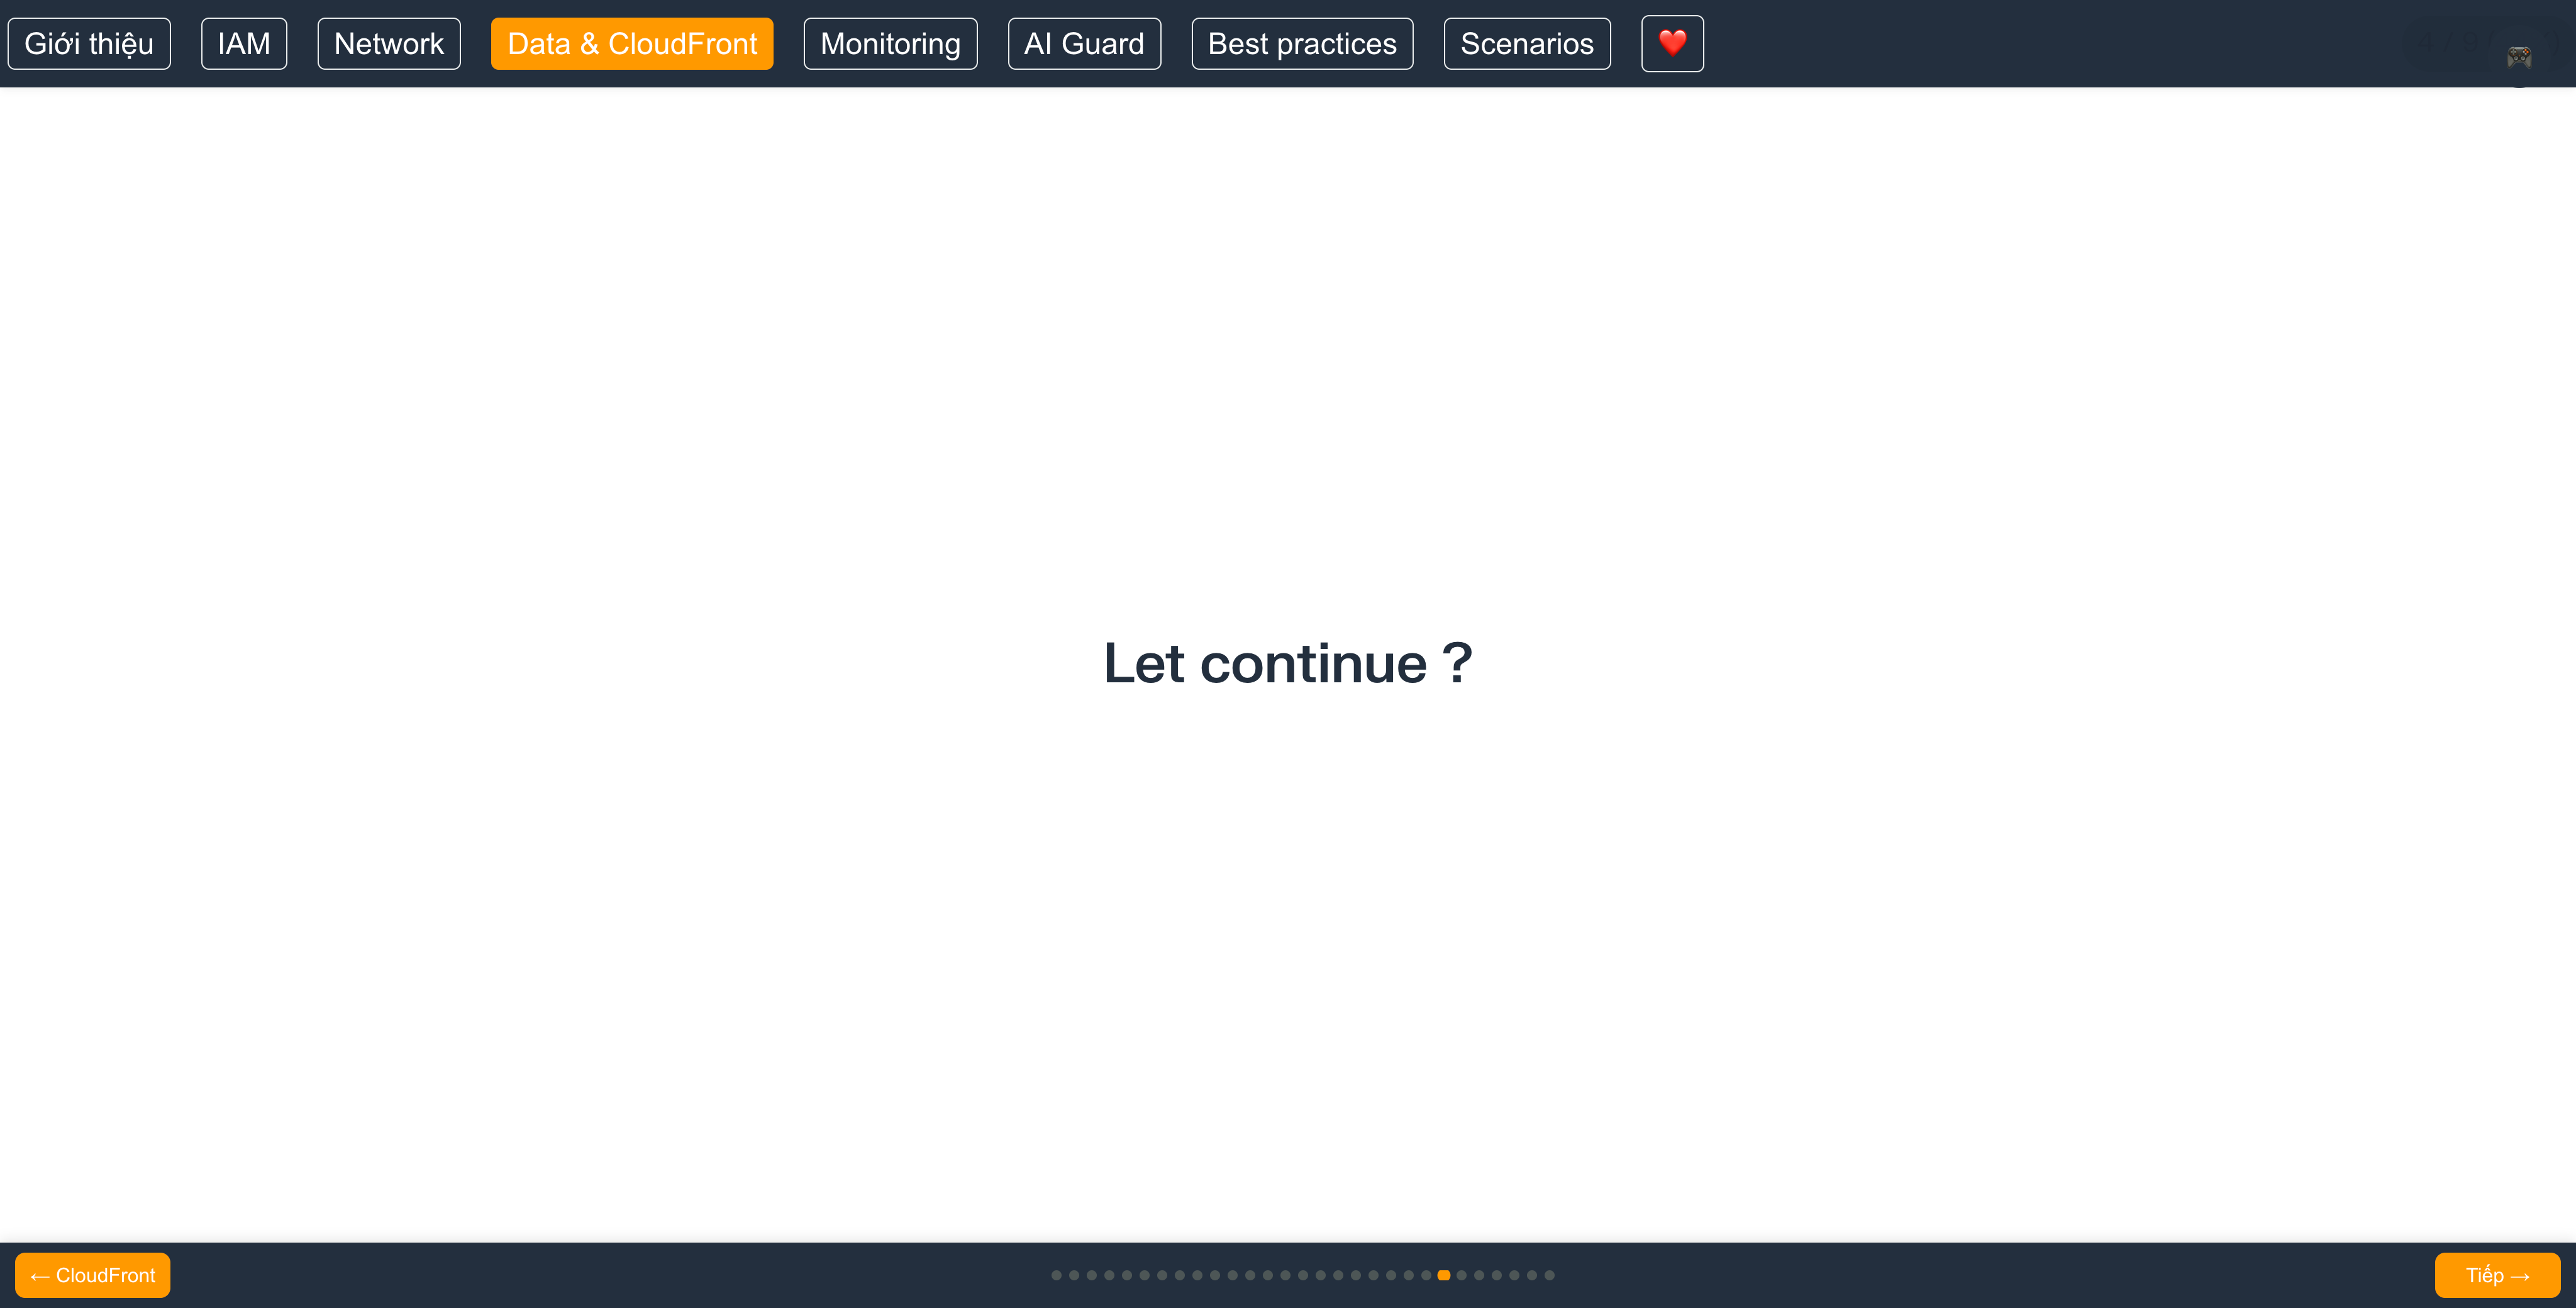 Giới thiệu
IAM
Network
Data & CloudFront
Monitoring
AI Guard
Best practices
Scenarios
Let continue ?
← CloudFront
Tiếp →